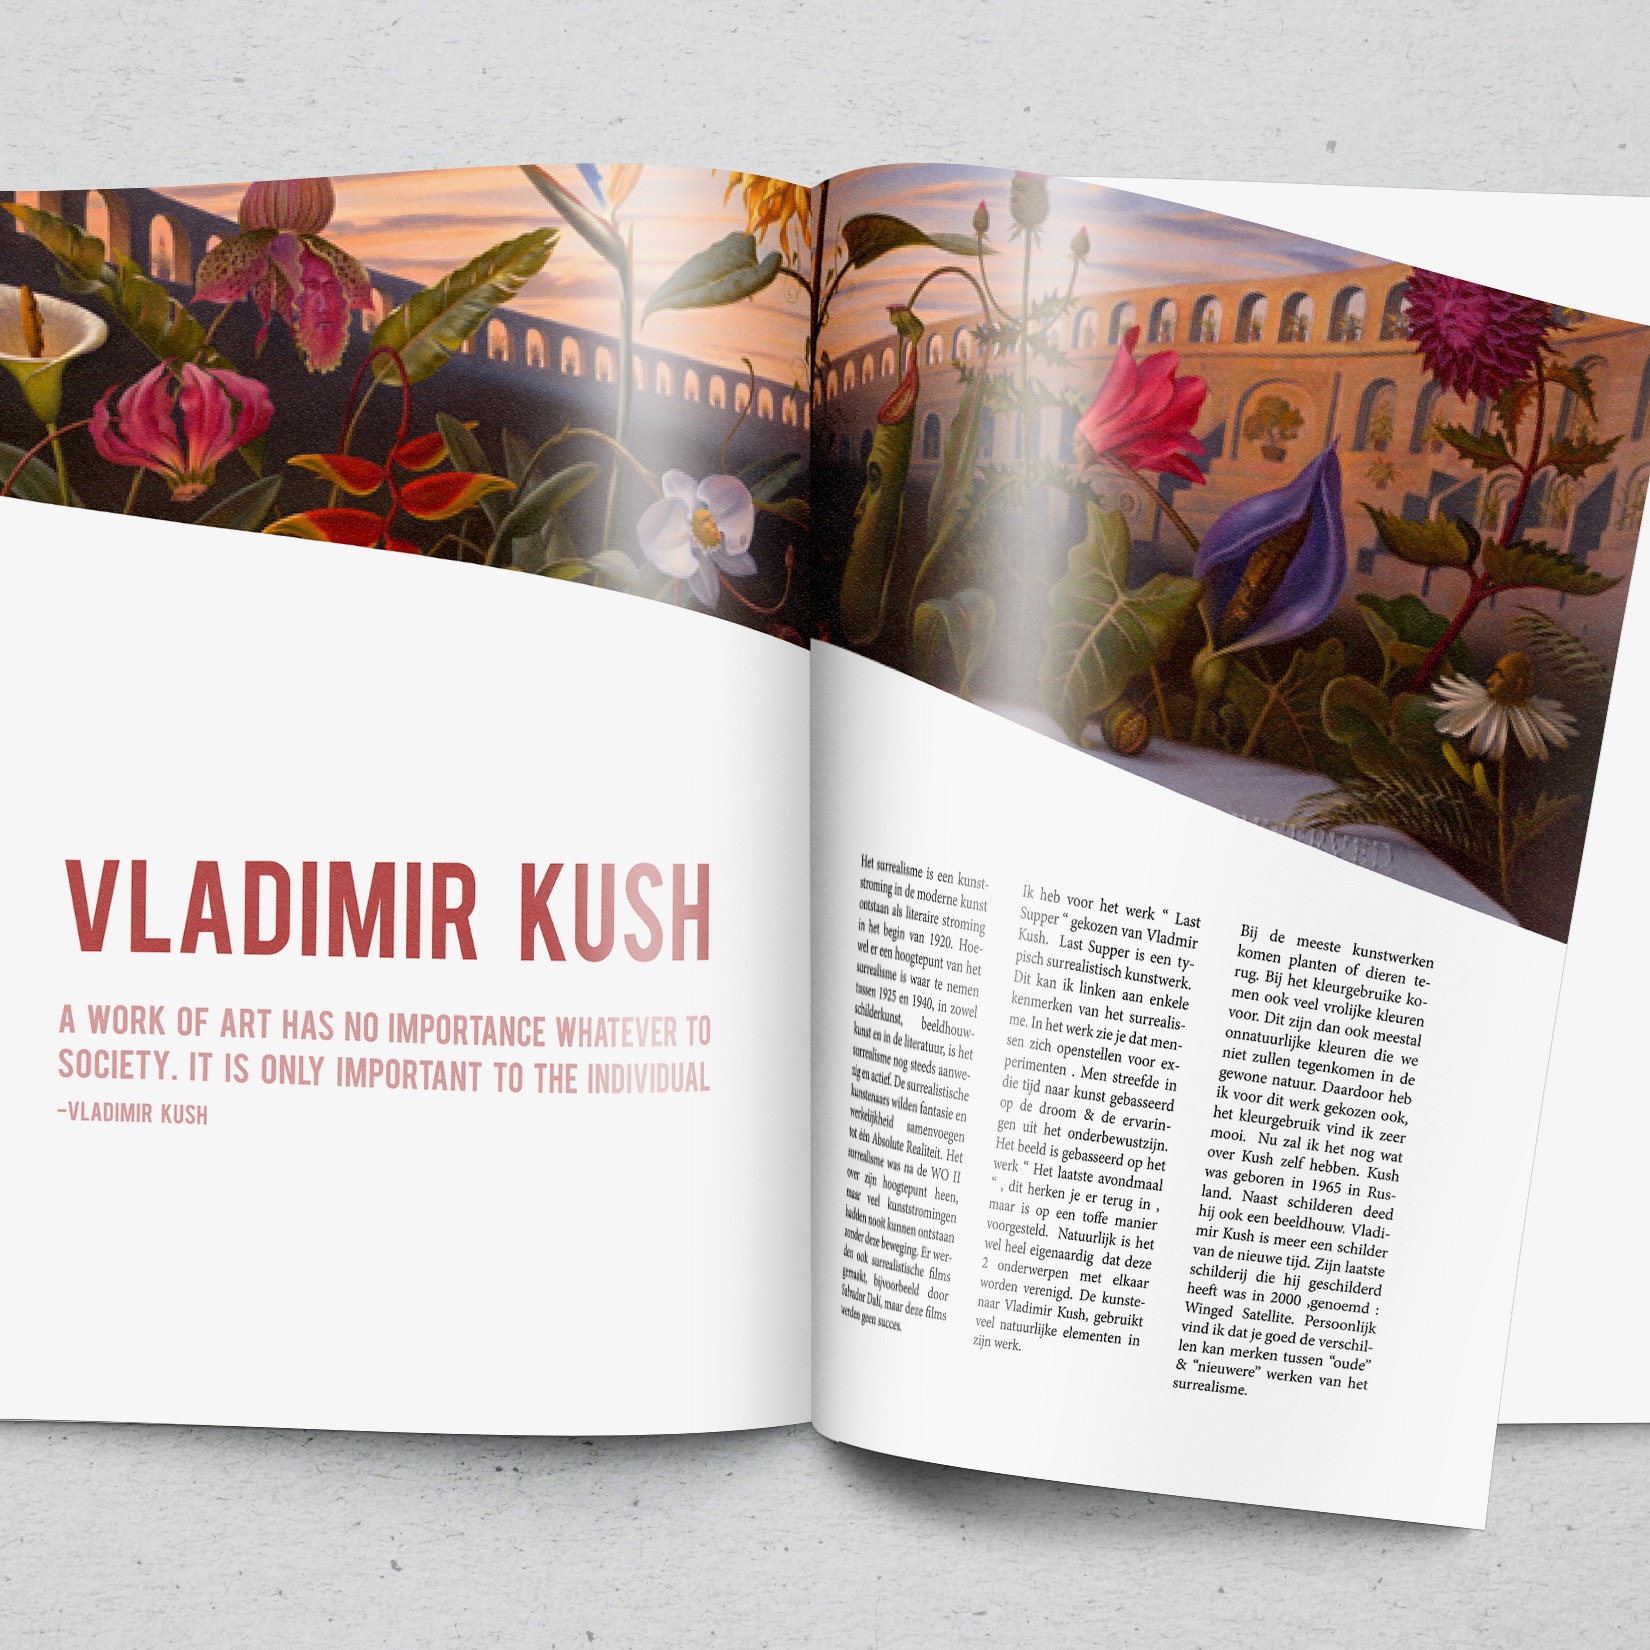 VLADIMIR KUSH
A WORK OF ART HAS NO IMPORTANCE WHATEVER TO
SOCIETY. IT IS ONLY IMPORTANT TO THE INDIVIDUAL
-VLADIMIR KUSH
Het surrealisme is een kunst-
stroming in de moderne kunst
ontstaan als literaire stroming
in het begin van 1920. Hoe-
wel er een hoogtepunt van het
surrealisme is waar te nemen
tussen 1925 en 1940, in zowel
schilderkunst, beeldhouw-
kunst en in de literatuur, is het
surrealisme nog steeds aanwe-
zig en actief. De surrealistische
kunstenaars wilden fantasie en
werkelijkheid samenvoegen
tot één Absolute Realiteit. Het
surrealisme was na de WO II
over zijn hoogtepunt heen,
maar veel kunststromingen
hadden nooit kunnen ontstaan
zonder deze beweging. Er wer-
den ook surrealistische films
gemaakt, bijvoorbeeld door
Salvador Dalí, maar deze films
werden geen succes.
Ik heb voor het werk “ Last
Supper “ gekozen van Vladmir
Kush. Last Supper is een ty-
pisch surrealistisch kunstwerk.
Dit kan ik linken aan enkele
kenmerken van het surrealis-
me. In het werk zie je dat men-
sen zich openstellen voor ex-
perimenten . Men streefde in
die tijd naar kunst gebasseerd
op de droom & de ervarin-
gen uit het onderbewustzijn.
Het beeld is gebasseerd op het
werk “ Het laatste avondmaal
“ , dit herken je er terug in ,
maar is op een toffe manier
voorgesteld. Natuurlijk is het
wel heel eigenaardig dat deze
2 onderwerpen met elkaar
worden verenigd. De kunste-
naar Vladimir Kush, gebruikt
veel natuurlijke elementen in
zijn werk.
Bij de meeste kunstwerken
komen planten of dieren te-
rug. Bij het kleurgebruike ko-
men ook veel vrolijke kleuren
voor. Dit zijn dan ook meestal
onnatuurlijke kleuren die we
niet zullen tegenkomen in de
gewone natuur. Daardoor heb
ik voor dit werk gekozen ook,
het kleurgebruik vind ik zeer
mooi. Nu zal ik het nog wat
over Kush zelf hebben. Kush
was geboren in 1965 in Rus-
land. Naast schilderen deed
hij ook een beeldhouw. Vladi-
mir Kush is meer een schilder
van de nieuwe tijd. Zijn laatste
schilderij die hij geschilderd
heeft was in 2000 ,genoemd :
Winged Satellite. Persoonlijk
vind ik dat je goed de verschil-
len kan merken tussen “oude”
& “nieuwere” werken van het
surrealisme.